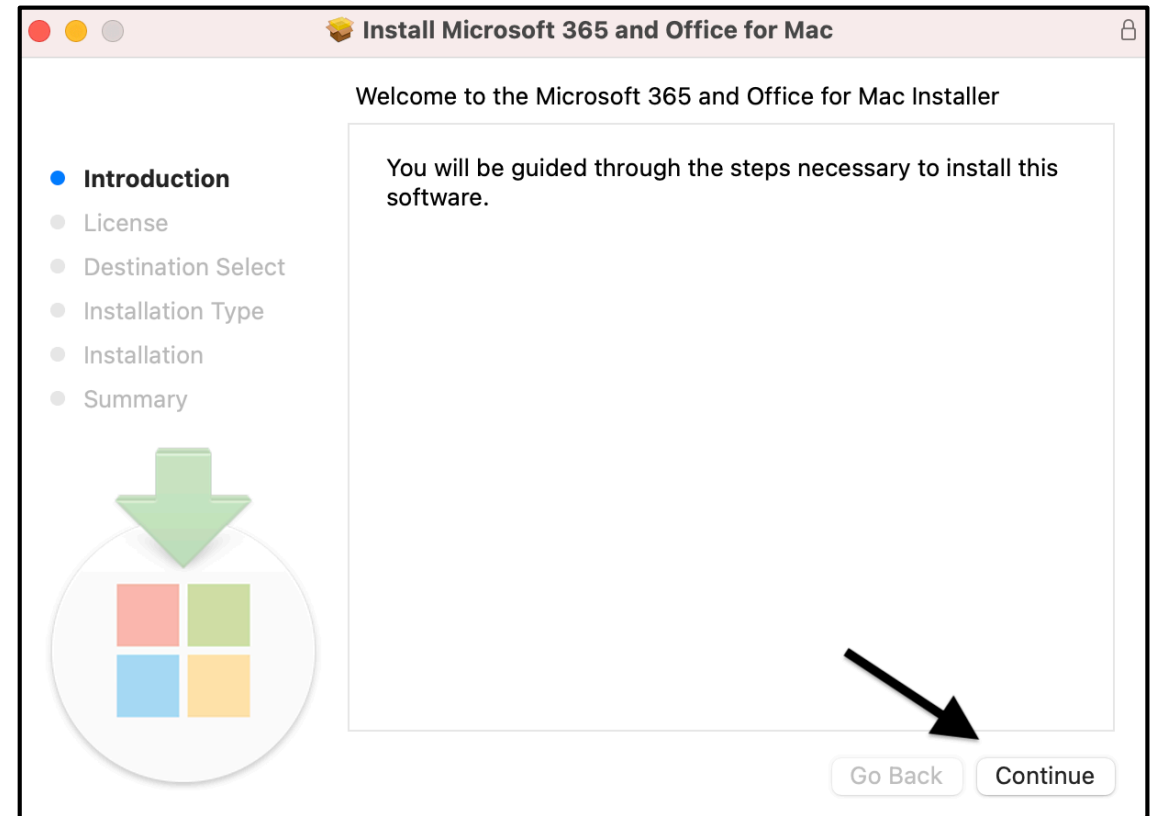 Install Microsoft 365 and Office for Mac
Welcome to the Microsoft 365 and Office for Mac Installer
Introduction
License
Destination Select
Installation Type
Installation
Summary
You will be guided through the steps necessary to install this
software.
Go Back
Continue